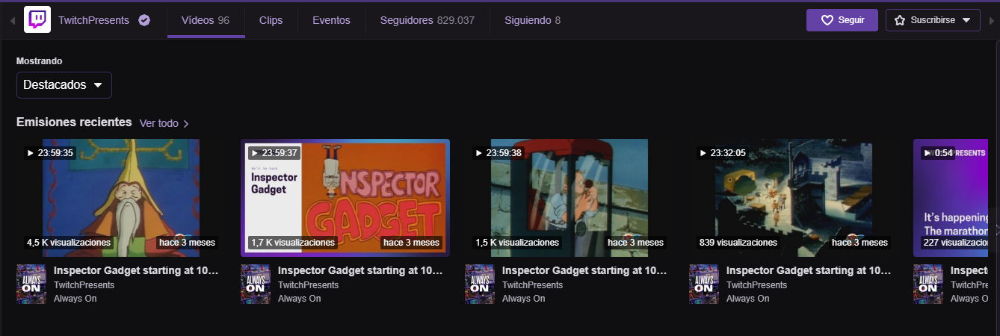 TwitchPresents Vídeos 96 Clips Eventos Seguidores 829.037 Siguiendo 8 Seguir Suscribirse
Mostrando
Destacados
Emisiones recientes Ver todo
23:59:35
4,5 K visualizaciones hace 3 meses
ALWAYS ON
Inspector Gadget starting at 10...
TwitchPresents
Always On
23:59:37
We'll be back
Inspector
Gadget
INSPECTOR
GADGET
1,7 K visualizaciones hace 3 meses
ALWAYS ON
Inspector Gadget starting at 10...
TwitchPresents
Always On
23:59:38
1,5 K visualizaciones hace 3 meses
ALWAYS ON
Inspector Gadget starting at 10...
TwitchPresents
Always On
23:32:05
839 visualizaciones hace 3 meses
ALWAYS ON
Inspector Gadget starting at 10...
TwitchPresents
Always On
0:54 RESENTS
It's happening
The marathon
227 visualizacio
ALWAYS ON
Inspect
TwitchPre
Always O